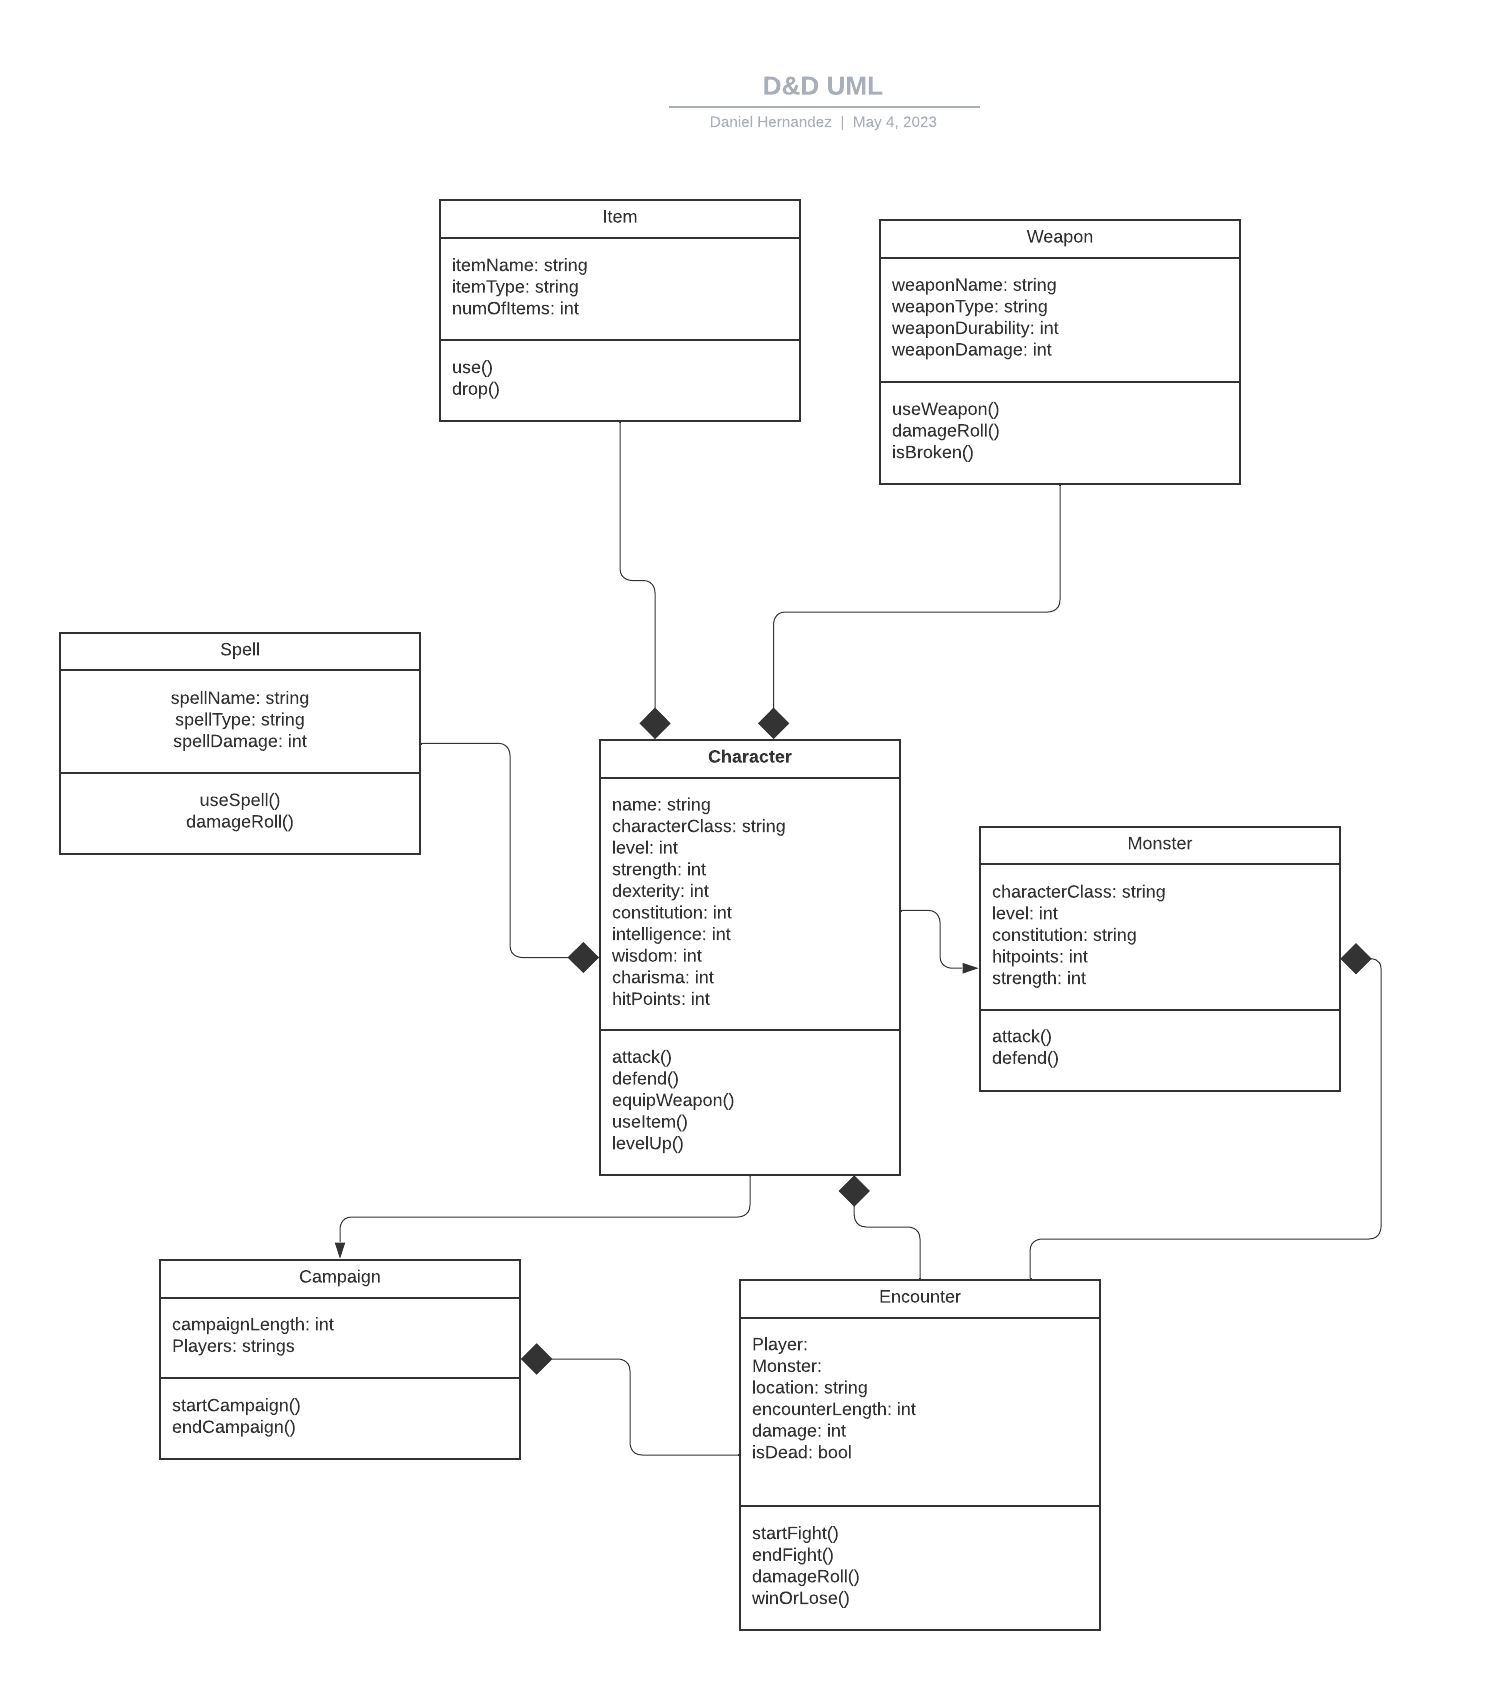 D&D UML
Daniel Hernandez | May 4, 2023
Item
itemName: string
itemType: string
numOfItems: int
use()
drop()
Weapon
weaponName: string
weaponType: string
weaponDurability: int
weaponDamage: int
useWeapon()
damageRoll()
isBroken()
Spell
spellName: string
spellType: string
spellDamage: int
useSpell()
damageRoll()
Character
name: string
characterClass: string
level: int
strength: int
dexterity: int
constitution: int
intelligence: int
wisdom: int
charisma: int
hitPoints: int
attack()
defend()
equipWeapon()
useItem()
levelUp()
Monster
characterClass: string
level: int
constitution: string
hitpoints: int
strength: int
attack()
defend()
Campaign
campaignLength: int
Players: strings
startCampaign()
endCampaign()
Encounter
Player:
Monster:
location: string
encounterLength: int
damage: int
isDead: bool
startFight()
endFight()
damageRoll()
winOrLose()